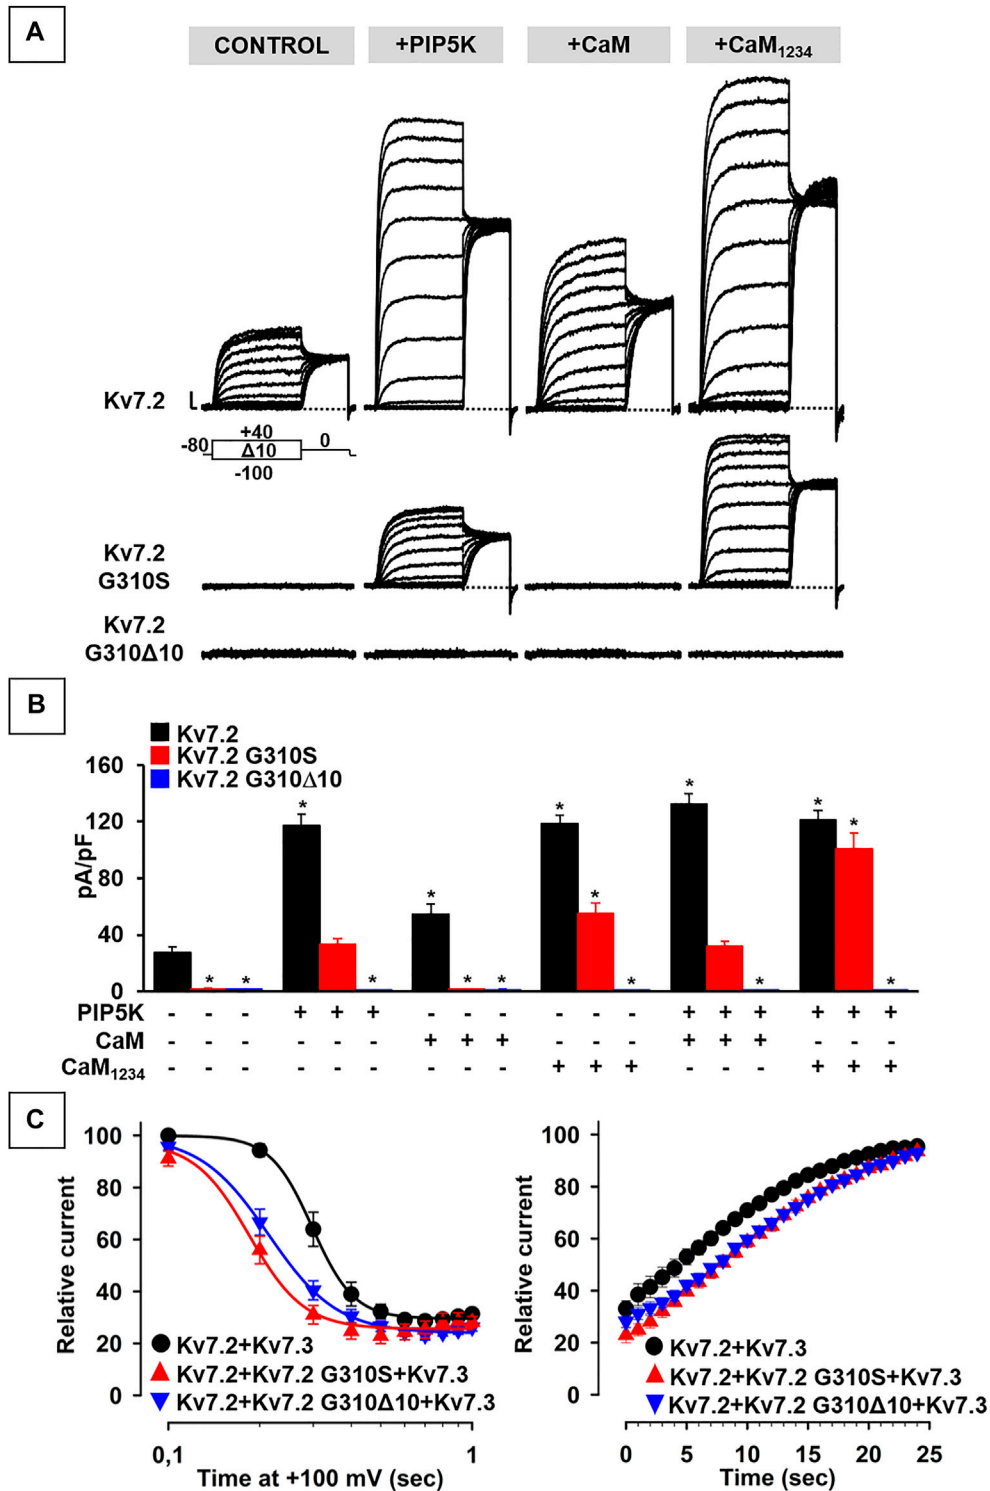 A
CONTROL +PIP5K +CaM +CaM1234
Kv7.2
+40
-80 Δ10 0
-100
Kv7.2
G310S
Kv7.2
G310Δ10
B
Kv7.2
Kv7.2 G310S
Kv7.2 G310Δ10
160
120
80
40
0
pA/pF
* * * * * * * * * * * * * * *
PIP5K - - - + + + - - - - - - + + + + + +
CaM - - - - - - + + + - - - + + + - - -
CaM1234 - - - - - - - - - + + + - - - + + +
C
100
80
60
40
20
0
Relative current
Kv7.2+Kv7.3
Kv7.2+Kv7.2 G310S+Kv7.3
Kv7.2+Kv7.2 G310Δ10+Kv7.3
0,1 1
Time at +100 mV (sec)
100
80
60
40
20
0
Relative current
Kv7.2+Kv7.3
Kv7.2+Kv7.2 G310S+Kv7.3
Kv7.2+Kv7.2 G310Δ10+Kv7.3
0 5 10 15 20 25
Time (sec)